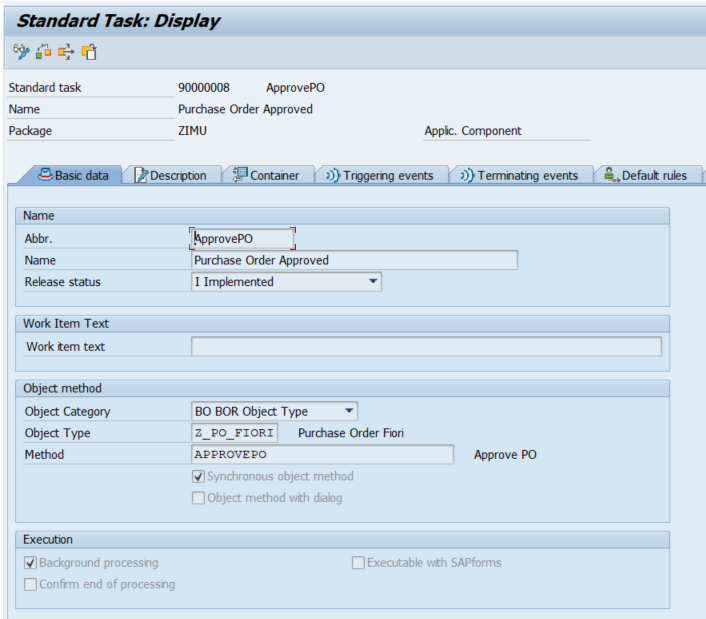 Standard Task: Display
Standard task 90000008 ApprovePO
Name Purchase Order Approved
Package ZIMU Applic. Component
Basic data Description Container Triggering events Terminating events Default rules
Name
Abbr. ApprovePO
Name Purchase Order Approved
Release status I Implemented
Work Item Text
Work item text
Object method
Object Category BO BOR Object Type
Object Type Z_PO_FIORI Purchase Order Fiori
Method APPROVEPO Approve PO
Synchronous object method
Object method with dialog
Execution
Background processing Executable with SAPforms
Confirm end of processing